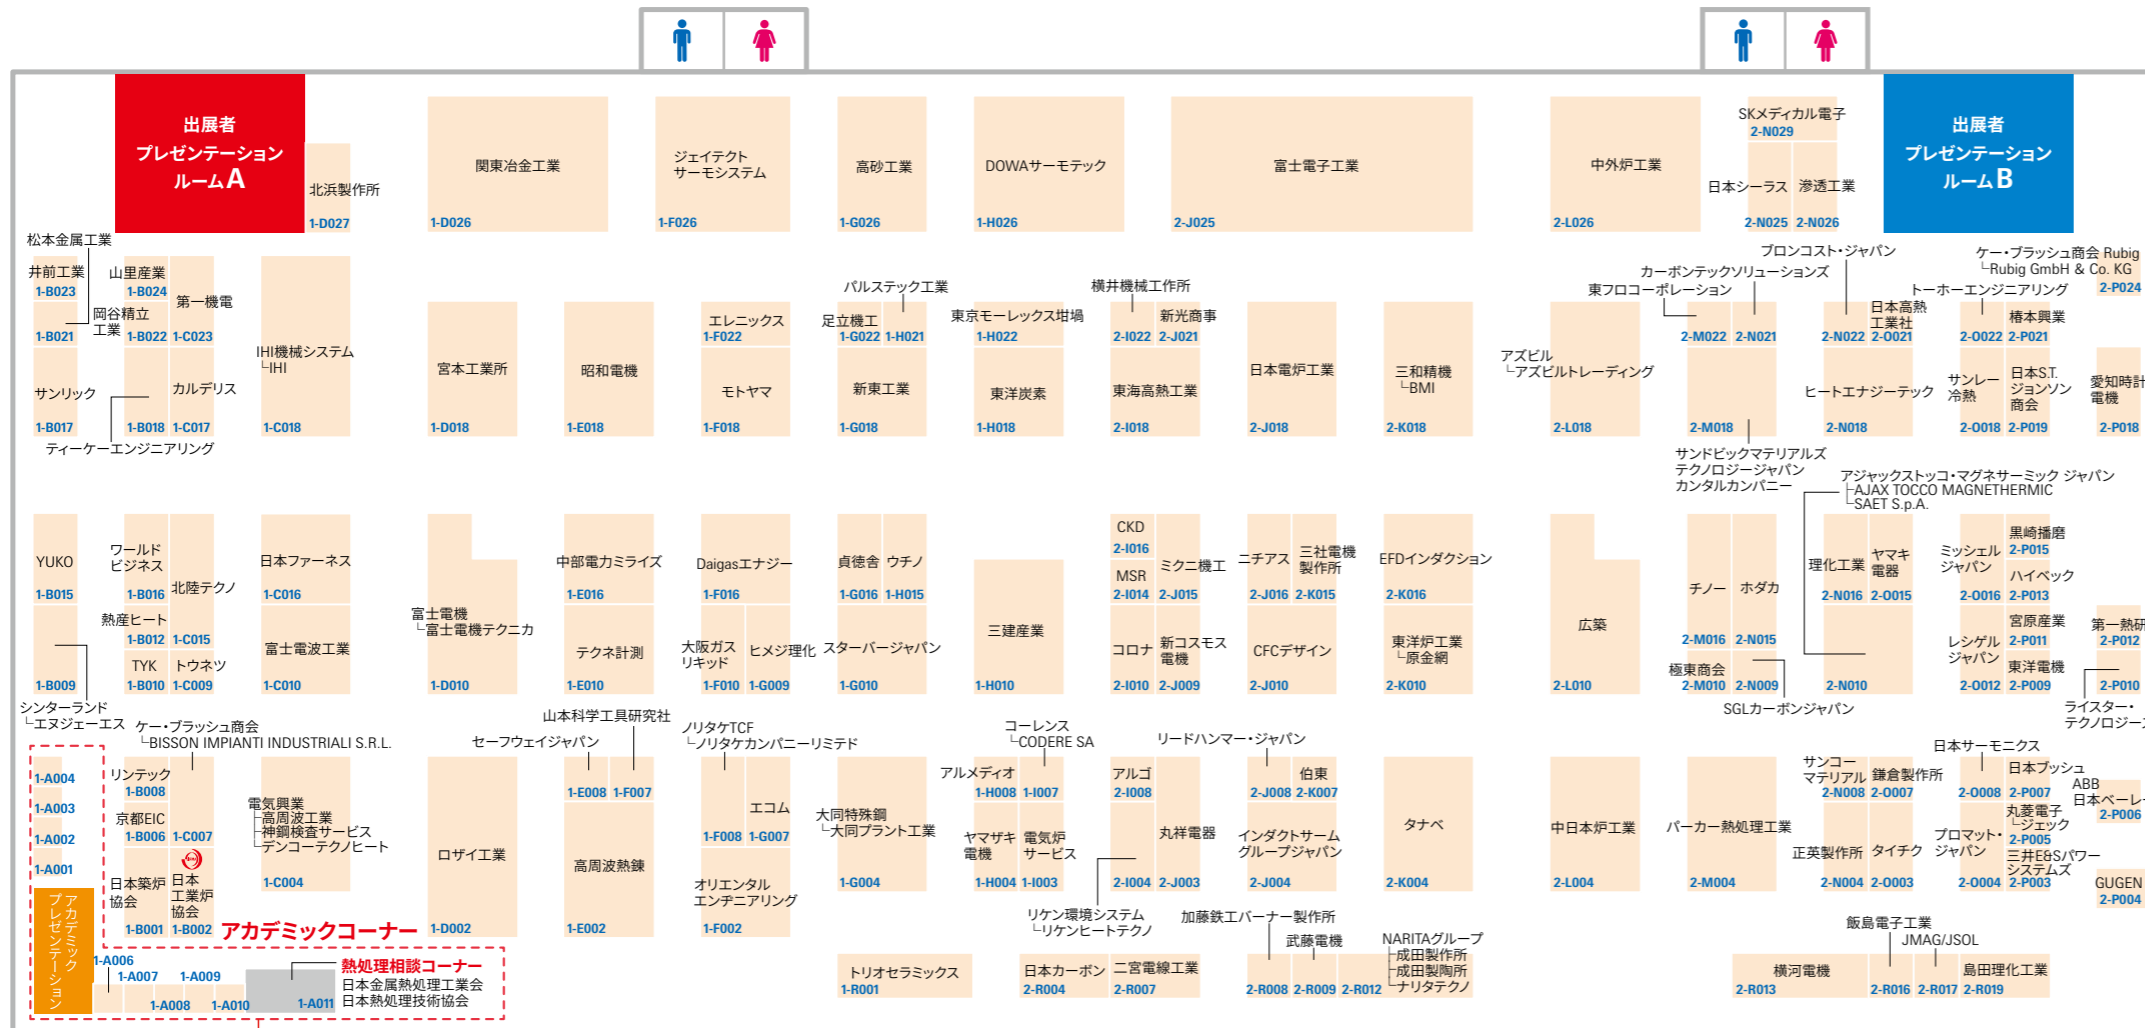 出展者
プレゼンテーション
ルームA
北浜製作所
1-D027
関東冶金工業
1-D026
ジェイテクト
サーモシステム
1-F026
高砂工業
1-G026
DOWAサーモテック
1-H026
富士電子工業
2-J025
中外炉工業
2-L026
SKメディカル電子
2-N029
日本シーラス
2-N025
滲透工業
2-N026
出展者
プレゼンテーション
ルームB
松本金属工業
井前工業
1-B023
山里産業
1-B024
1-B021
岡谷精立
工業
1-B022
第一機電
1-C023
IHI機械システム
└IHI
1-C018
サンリック
1-B017
1-B018
カルデリス
1-C017
ティーケーエンジニアリング
宮本工業所
1-D018
昭和電機
1-E018
エレニックス
1-F022
モトヤマ
1-F018
パルステック工業
足立機工
1-G022
1-H021
新東工業
1-G018
東京モーレックス坩堝
1-H022
東洋炭素
1-H018
横井機械工作所
2-I022
新光商事
2-J021
東海高熱工業
2-I018
日本電炉工業
2-J018
三和精機
└BMI
2-K018
アズビル
└アズビルトレーディング
2-L018
ブロンコスト・ジャパン
カーボンテックソリューションズ
東フロコーポレーション
2-M022
2-N021
2-M018
サンドビックマテリアルズ
テクノロジージャパン
カンタルカンパニー
2-N022
日本高熱
工業社
2-O021
ヒートエナジーテック
2-N018
ケー・ブラッシュ商会 Rubig
└Rubig GmbH & Co. KG
2-P024
トーホーエンジニアリング
2-O022
椿本興業
2-P021
サンレー
冷熱
2-O018
日本S.T.
ジョンソン
商会
2-P019
愛知時計
電機
2-P018
YUKO
1-B015
ワールド
ビジネス
1-B016
北陸テクノ
1-C015
熱産ヒート
1-B012
TYK
1-B010
トウネツ
1-C009
1-B009
シンターランド
└エヌジェーエス
日本ファーネス
1-C016
富士電波工業
1-C010
富士電機
└富士電機テクニカ
1-D010
中部電力ミライズ
1-E016
テクネ計測
1-E010
Daigasエナジー
1-F016
大阪ガス
リキッド
1-F010
ヒメジ理化
1-G009
貞徳舎
1-G016
ウチノ
1-H015
スターバージャパン
1-G010
三建産業
1-H010
CKD
2-I016
MSR
2-I014
ミクニ機工
2-J015
コロナ
2-I010
新コスモス
電機
2-J009
ニチアス
2-J016
三社電機
製作所
2-K015
CFCデザイン
2-J010
EFDインダクション
2-K016
東洋炉工業
└原金網
2-K010
広築
2-L010
チノー
2-M016
ホダカ
2-N015
極東商会
2-M010
2-N009
SGLカーボンジャパン
アジャックストッコ・マグネサーミック ジャパン
├AJAX TOCCO MAGNETHERMIC
└SAET S.p.A.
理化工業
2-N016
ヤマキ
電器
2-O015
2-N010
ミッシェル
ジャパン
2-O016
黒崎播磨
2-P015
ハイベック
2-P013
レシゲル
ジャパン
2-O012
宮原産業
2-P011
東洋電機
2-P009
第一熱研
2-P012
2-P010
ライスター・
テクノロジーズ
1-A004
1-A003
1-A002
1-A001
ケー・ブラッシュ商会
└BISSON IMPIANTI INDUSTRIALI S.R.L.
リンテック
1-B008
京都EIC
1-B006
1-C007
日本築炉
協会
1-B001
日本
工業炉
協会
1-B002
電気興業
├高周波工業
├神鋼検査サービス
└デンコーテクノヒート
1-C004
ロザイ工業
1-D002
山本科学工具研究社
セーフウェイジャパン
1-E008
1-F007
高周波熱錬
1-E002
ノリタケTCF
└ノリタケカンパニーリミテド
1-F008
エコム
1-G007
オリエンタル
エンヂニアリング
1-F002
大同特殊鋼
└大同プラント工業
1-G004
コーレンス
└CODERE SA
アルメディオ
1-H008
1-I007
ヤマザキ
電機
1-H004
電気炉
サービス
1-I003
アルゴ
2-I008
2-I004
丸祥電器
2-J003
リケン環境システム
└リケンヒートテクノ
リードハンマー・ジャパン
2-J008
伯東
2-K007
インダクトサーム
グループジャパン
2-J004
タナベ
2-K004
中日本炉工業
2-L004
パーカー熱処理工業
2-M004
サンコー
マテリアル
2-N008
鎌倉製作所
2-O007
正英製作所
2-N004
タイチク
2-O003
日本サーモニクス
2-O008
日本ブッシュ
2-P007
プロマット・
ジャパン
2-O004
丸菱電子
└ジェック
2-P005
三井E&Sパワー
システムズ
2-P003
ABB
日本ベーレー
2-P006
GUGEN
2-P004
アカデミック
プレゼンテーション
アカデミックコーナー
1-A006
1-A007
1-A008
1-A009
1-A010
1-A011
熱処理相談コーナー
日本金属熱処理工業会
日本熱処理技術協会
トリオセラミックス
1-R001
日本カーボン
2-R004
二宮電線工業
2-R007
加藤鉄工バーナー製作所
2-R008
武藤電機
2-R009
2-R012
NARITAグループ
├成田製作所
├成田製陶所
└ナリタテクノ
横河電機
2-R013
飯島電子工業
2-R016
JMAG/JSOL
2-R017
島田理化工業
2-R019